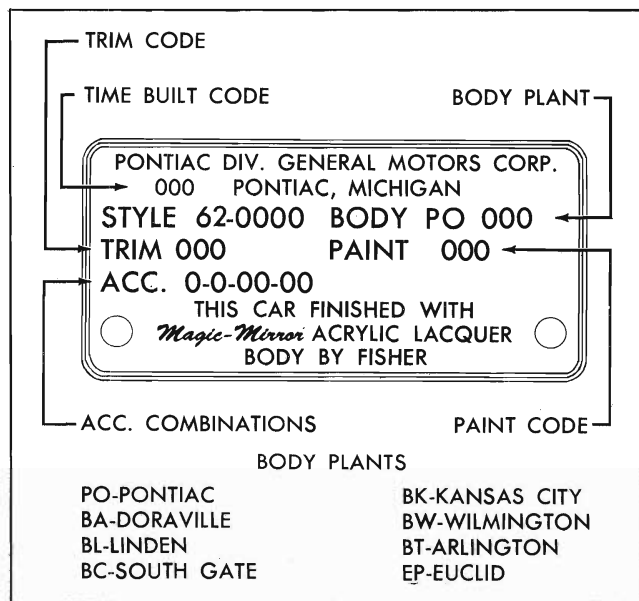 TRIM CODE
TIME BUILT CODE BODY PLANT
PONTIAC DIV. GENERAL MOTORS CORP.
000 PONTIAC, MICHIGAN
STYLE 62-0000 BODY PO 000
TRIM 000 PAINT 000
ACC. 0-0-00-00
THIS CAR FINISHED WITH
Magic-Mirror ACRYLIC LACQUER
BODY BY FISHER
ACC. COMBINATIONS PAINT CODE
BODY PLANTS
PO-PONTIAC BK-KANSAS CITY
BA-DORAVILLE BW-WILMINGTON
BL-LINDEN BT-ARLINGTON
BC-SOUTH GATE EP-EUCLID